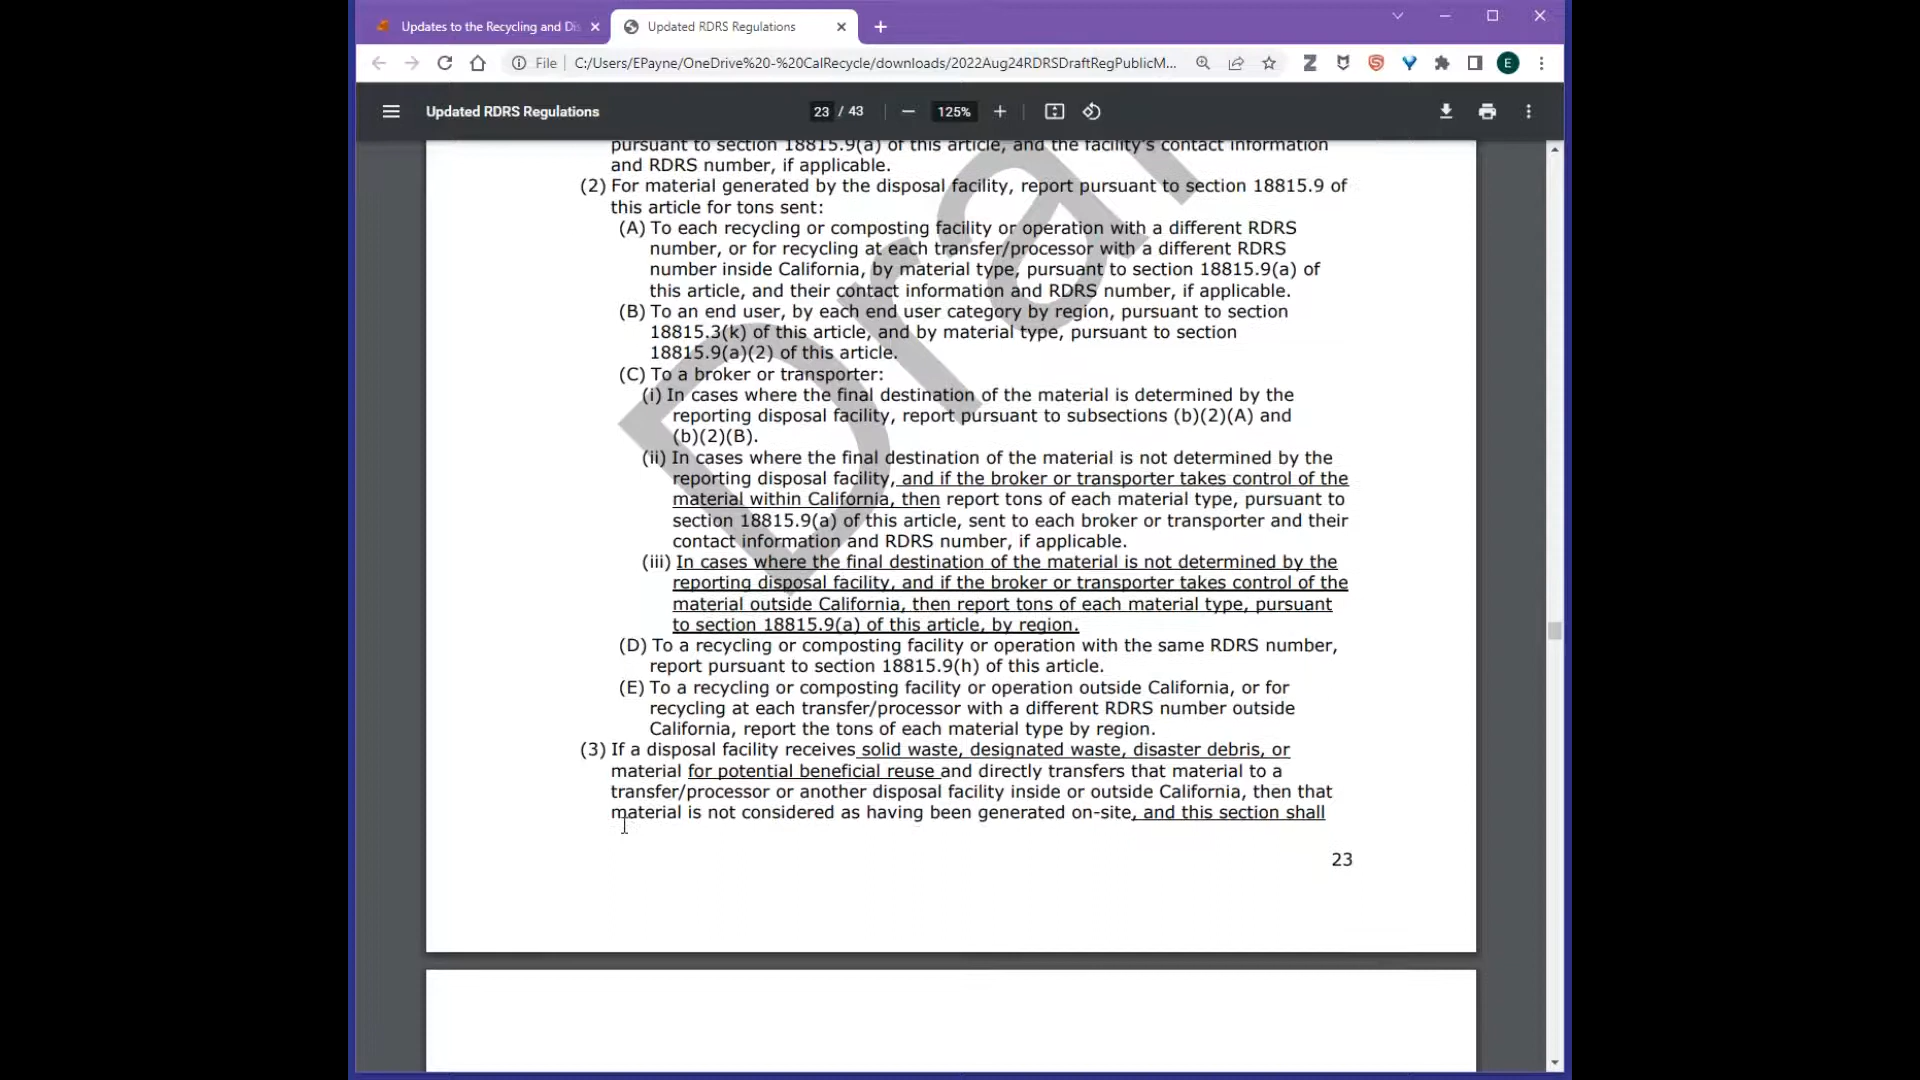 Updates to the Recycling and Dis
Updated RDRS Regulations
File
C:/Users/EPayne/OneDrive%20-%20CalRecycle/downloads/2022Aug24RDRSDraftRegPublicM...
E
Updated RDRS Regulations
23 / 43
125%
pursuant to section 18815.9(a) of this article, and the facility's contact information
and RDRS number, if applicable.
(2) For material generated by the disposal facility, report pursuant to section 18815.9 of
this article for tons sent:
(A) To each recycling or composting facility or operation with a different RDRS
number, or for recycling at each transfer/processor with a different RDRS
number inside California, by material type, pursuant to section 18815.9(a) of
this article, and their contact information and RDRS number, if applicable.
(B) To an end user, by each end user category by region, pursuant to section
18815.3(k) of this article, and by material type, pursuant to section
18815.9(a)(2) of this article.
(C) To a broker or transporter:
(i) In cases where the final destination of the material is determined by the
reporting disposal facility, report pursuant to subsections (b)(2)(A) and
(b)(2)(B).
(ii) In cases where the final destination of the material is not determined by the
reporting disposal facility, and if the broker or transporter takes control of the
material within California, then report tons of each material type, pursuant to
section 18815.9(a) of this article, sent to each broker or transporter and their
contact information and RDRS number, if applicable.
(iii) In cases where the final destination of the material is not determined by the
reporting disposal facility, and if the broker or transporter takes control of the
material outside California, then report tons of each material type, pursuant
to section 18815.9(a) of this article, by region.
(D) To a recycling or composting facility or operation with the same RDRS number,
report pursuant to section 18815.9(h) of this article.
(E) To a recycling or composting facility or operation outside California, or for
recycling at each transfer/processor with a different RDRS number outside
California, report the tons of each material type by region.
(3) If a disposal facility receives solid waste, designated waste, disaster debris, or
material for potential beneficial reuse and directly transfers that material to a
transfer/processor or another disposal facility inside or outside California, then that
material is not considered as having been generated on-site, and this section shall
23